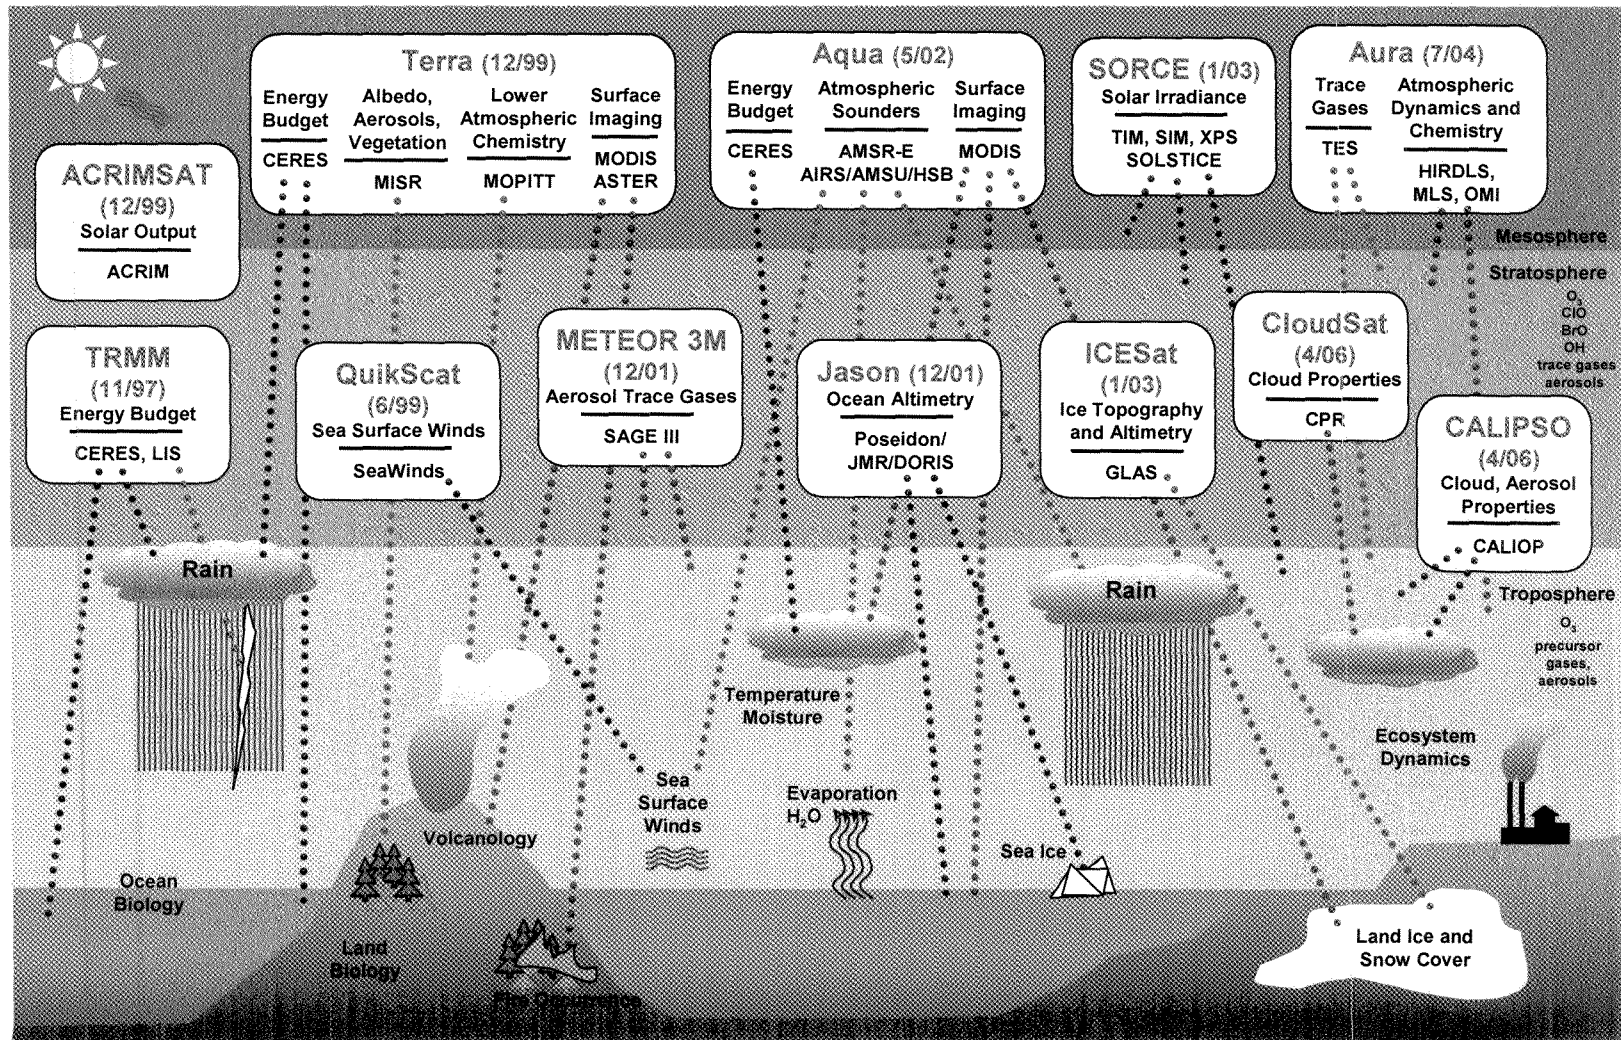 Terra (12/99)
Energy
Budget
CERES
Albedo,
Aerosols,
Vegetation
MISR
Lower
Atmospheric
Chemistry
MOPITT
Surface
Imaging
MODIS
ASTER
Aqua (5/02)
Energy
Budget
CERES
Atmospheric
Sounders
AMSR-E
AIRS/AMSU/HSB
Surface
Imaging
MODIS
SORCE (1/03)
Solar Irradiance
TIM, SIM, XPS
SOLSTICE
Aura (7/04)
Trace
Gases
TES
Atmospheric
Dynamics and
Chemistry
HIRDLS,
MLS, OMI
ACRIMSAT
(12/99)
Solar Output
ACRIM
Mesosphere
Stratosphere
O3
ClO
BrO
OH
trace gases
aerosols
TRMM
(11/97)
Energy Budget
CERES, LIS
QuikScat
(6/99)
Sea Surface Winds
SeaWinds
METEOR 3M
(12/01)
Aerosol Trace Gases
SAGE III
Jason (12/01)
Ocean Altimetry
Poseidon/
JMR/DORIS
ICESat
(1/03)
Ice Topography
and Altimetry
GLAS
CloudSat
(4/06)
Cloud Properties
CPR
CALIPSO
(4/06)
Cloud, Aerosol
Properties
CALIOP
Rain
Rain
Troposphere
O3
precursor
gases,
aerosols
Temperature
Moisture
Ecosystem
Dynamics
Sea
Surface
Winds
Evaporation
H2O
Volcanology
Sea Ice
Ocean
Biology
Land
Biology
Fire Occurrence
Land Ice and
Snow Cover